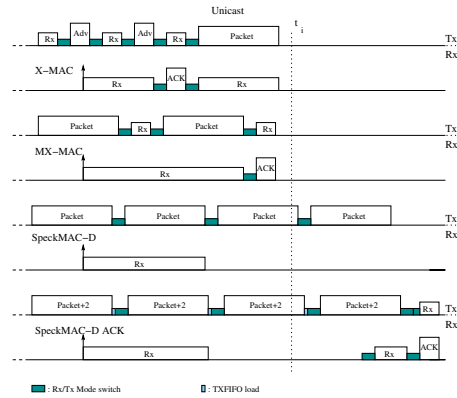 Unicast
t i
Rx Adv Rx Adv Rx Packet Tx
Rx
X-MAC ACK
Rx Rx
Packet Rx Packet Rx Tx
Rx
MX-MAC ACK
Rx
Packet Packet Packet Packet Tx
Rx
SpeckMAC-D
Rx
Packet+2 Packet+2 Packet+2 Packet+2 Rx Tx
Rx
SpeckMAC-D ACK ACK
Rx Rx
: Rx/Tx Mode switch : TXFIFO load